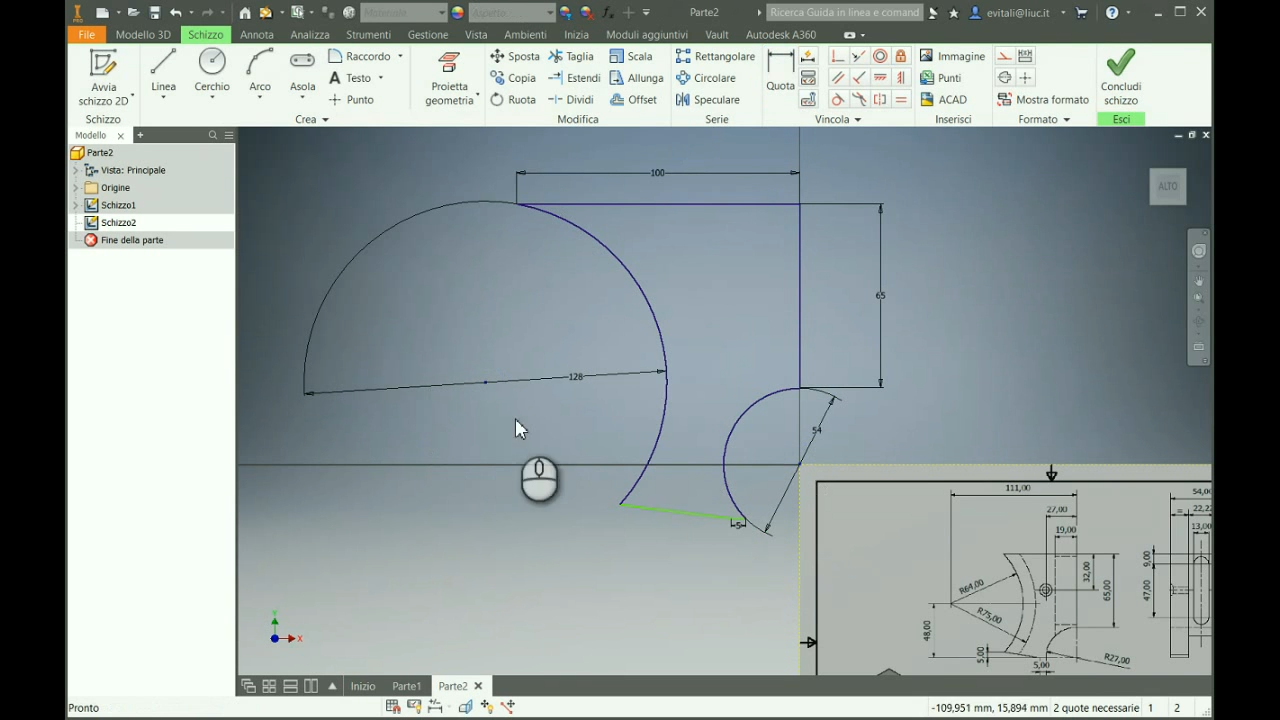 PRO
Materiale
Aspetto
Parte2
Ricerca Guida in linea e comand
evitali@liuc.it
File
Modello 3D
Schizzo
Annota
Analizza
Strumenti
Gestione
Vista
Ambienti
Inizia
Moduli aggiuntivi
Vault
Autodesk A360
Avvia schizzo 2D
Linea
Cerchio
Arco
Asola
Raccordo
Testo
Punto
Proietta geometria
Sposta
Copia
Ruota
Taglia
Estendi
Dividi
Scala
Allunga
Offset
Rettangolare
Circolare
Speculare
Quota
Immagine
Punti
ACAD
Mostra formato
Concludi schizzo
Schizzo
Crea
Modifica
Serie
Vincola
Inserisci
Formato
Esci
Modello
Parte2
Vista: Principale
Origine
Schizzo1
Schizzo2
Fine della parte
100
ALTO
65
128
54
5
111,00
27,00
19,00
R64,00
R75,00
32,00
65,00
48,00
5,00
5,00
R27,00
54,00
=
22,22
13,00
9,00
47,00
Y
X
Inizio
Parte1
Parte2
Pronto
-109,951 mm, 15,894 mm
2 quote necessarie
1
2